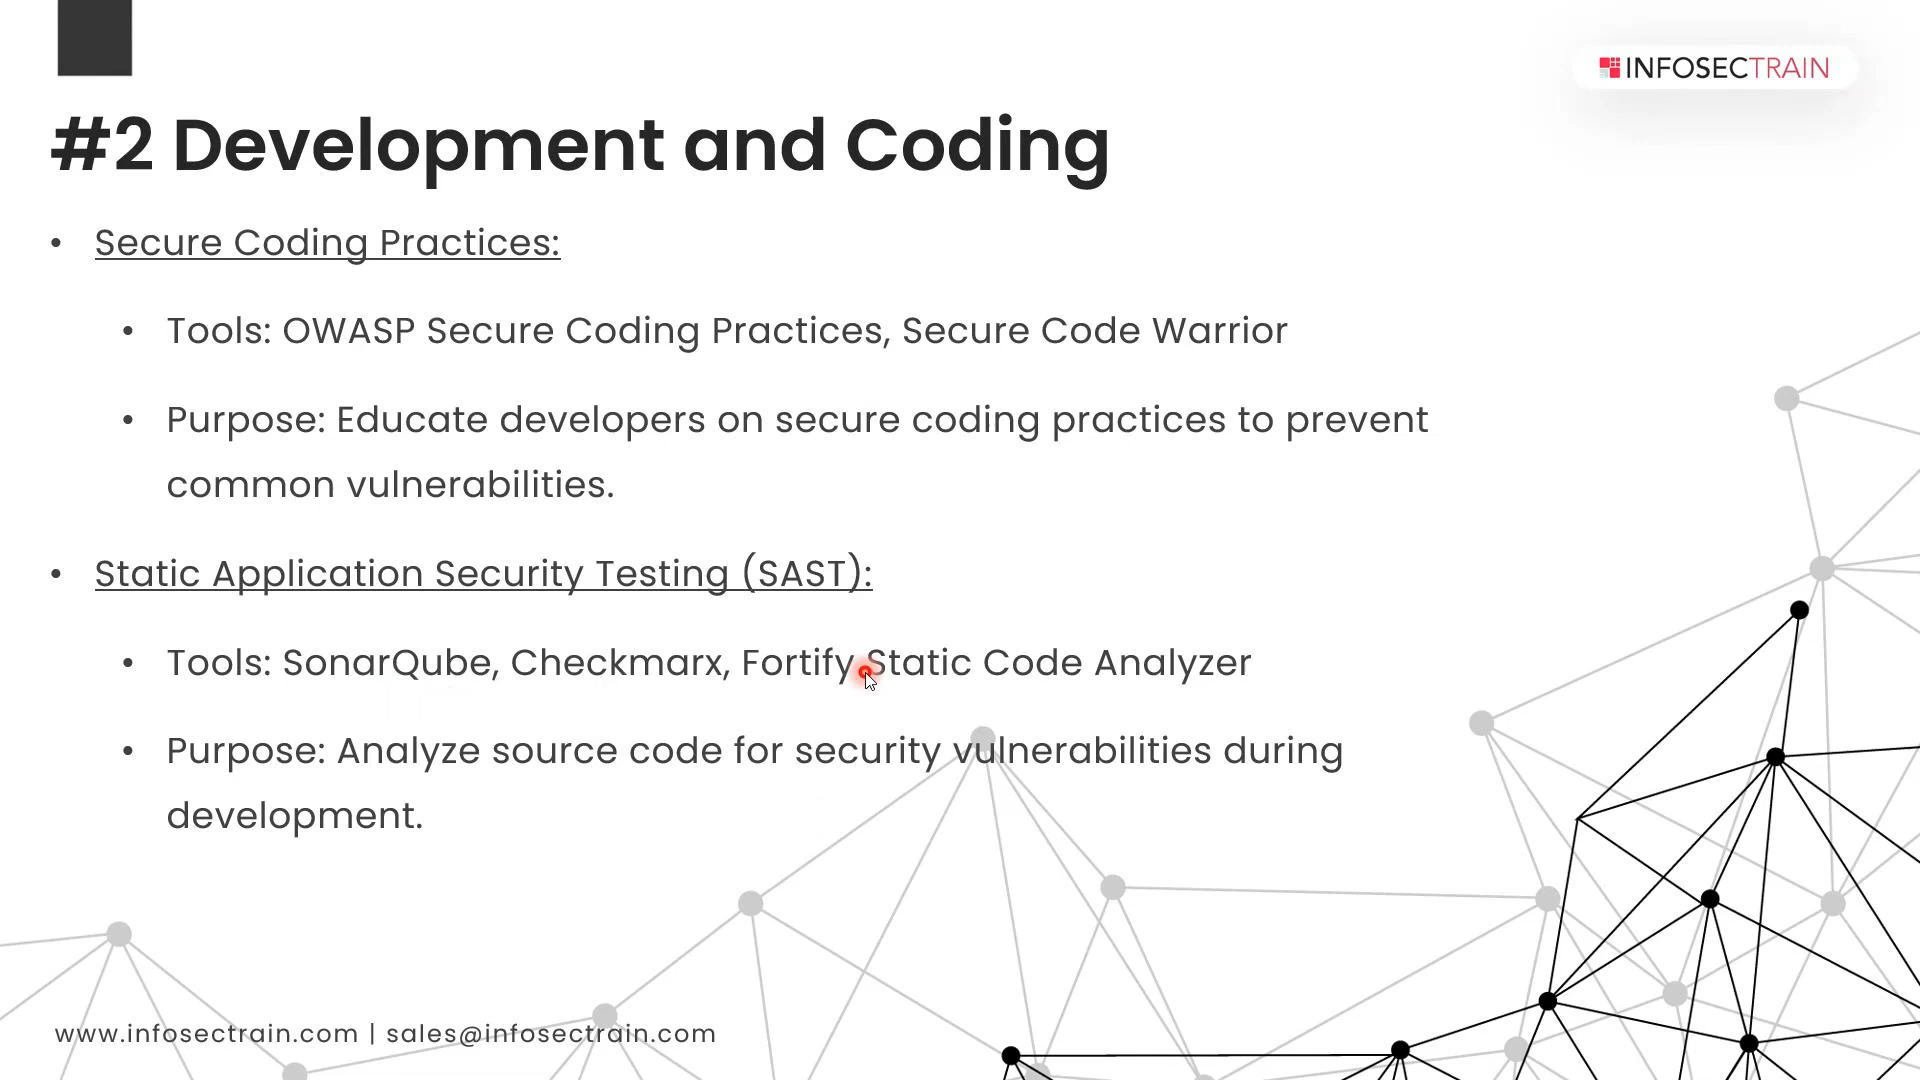 INFOSECTRAIN
#2 Development and Coding
• Secure Coding Practices:
• Tools: OWASP Secure Coding Practices, Secure Code Warrior
• Purpose: Educate developers on secure coding practices to prevent
common vulnerabilities.
• Static Application Security Testing (SAST):
• Tools: SonarQube, Checkmarx, Fortify Static Code Analyzer
• Purpose: Analyze source code for security vulnerabilities during
development.
www.infosectrain.com | sales@infosectrain.com